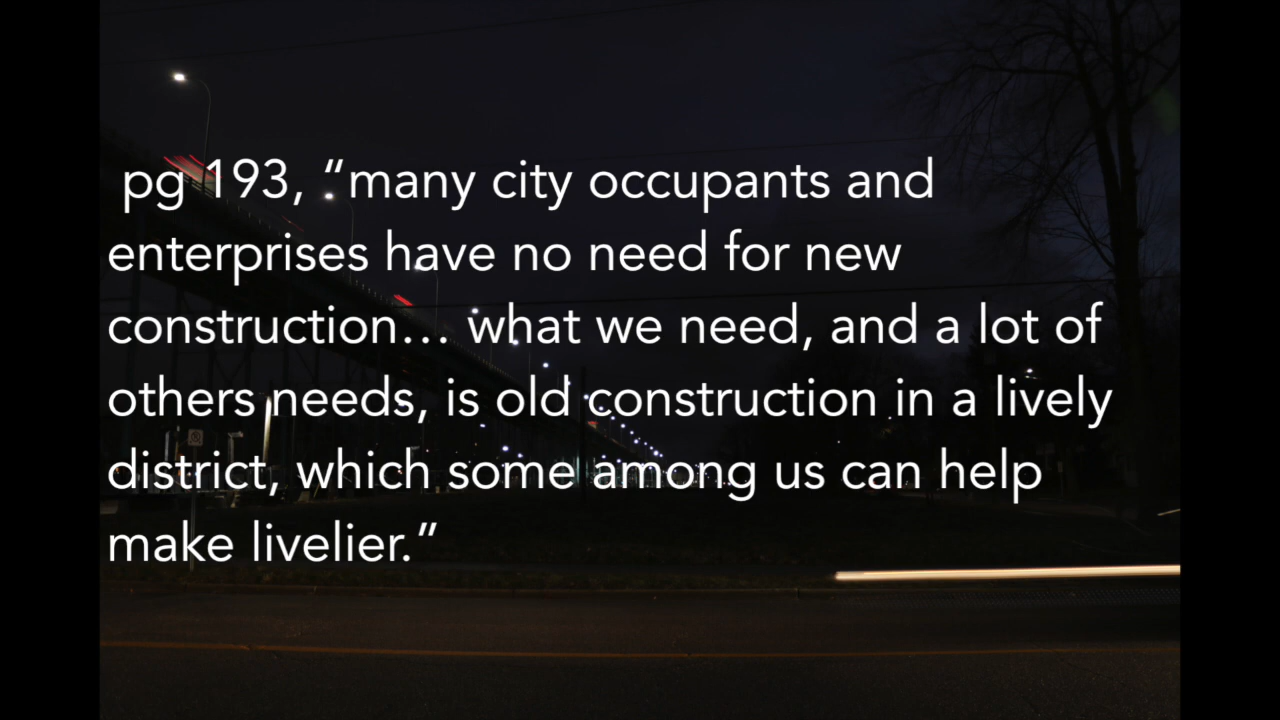 pg 193, “many city occupants and
enterprises have no need for new
construction… what we need, and a lot of
others needs, is old construction in a lively
district, which some among us can help
make livelier.”